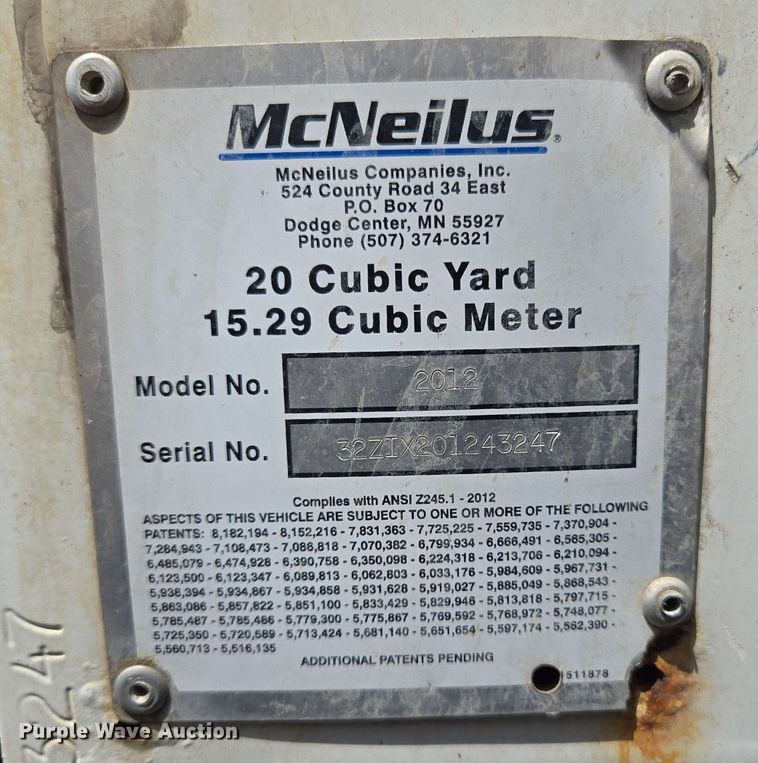 McNeilus®
McNeilus Companies, Inc.
524 County Road 34 East
P.O. Box 70
Dodge Center, MN 55927
Phone (507) 374-6321
20 Cubic Yard
15.29 Cubic Meter
Model No. 2012
Serial No. 32ZIX201243247
Complies with ANSI Z245.1 - 2012
ASPECTS OF THIS VEHICLE ARE SUBJECT TO ONE OR MORE OF THE FOLLOWING
PATENTS: 8,182,194 - 8,152,216 - 7,831,363 - 7,725,225 - 7,559,735 - 7,370,904 -
7,284,943 - 7,108,473 - 7,086,818 - 7,070,382 - 6,799,934 - 6,666,491 - 6,565,305 -
6,485,079 - 6,474,928 - 6,390,758 - 6,350,098 - 6,224,318 - 6,213,706 - 6,210,094 -
6,123,500 - 6,123,347 - 6,089,813 - 6,062,803 - 6,033,176 - 5,984,609 - 5,967,731 -
5,938,394 - 5,934,867 - 5,934,858 - 5,931,628 - 5,919,027 - 5,885,049 - 5,868,543 -
5,863,086 - 5,857,822 - 5,851,100 - 5,833,429 - 5,829,946 - 5,813,818 - 5,797,715 -
5,785,487 - 5,785,486 - 5,779,300 - 5,775,867 - 5,769,592 - 5,768,972 - 5,748,077 -
5,725,350 - 5,720,589 - 5,713,424 - 5,681,140 - 5,651,654 - 5,597,174 - 5,562,390 -
5,560,713 - 5,516,135
ADDITIONAL PATENTS PENDING
511878
3247
Purple Wave Auction